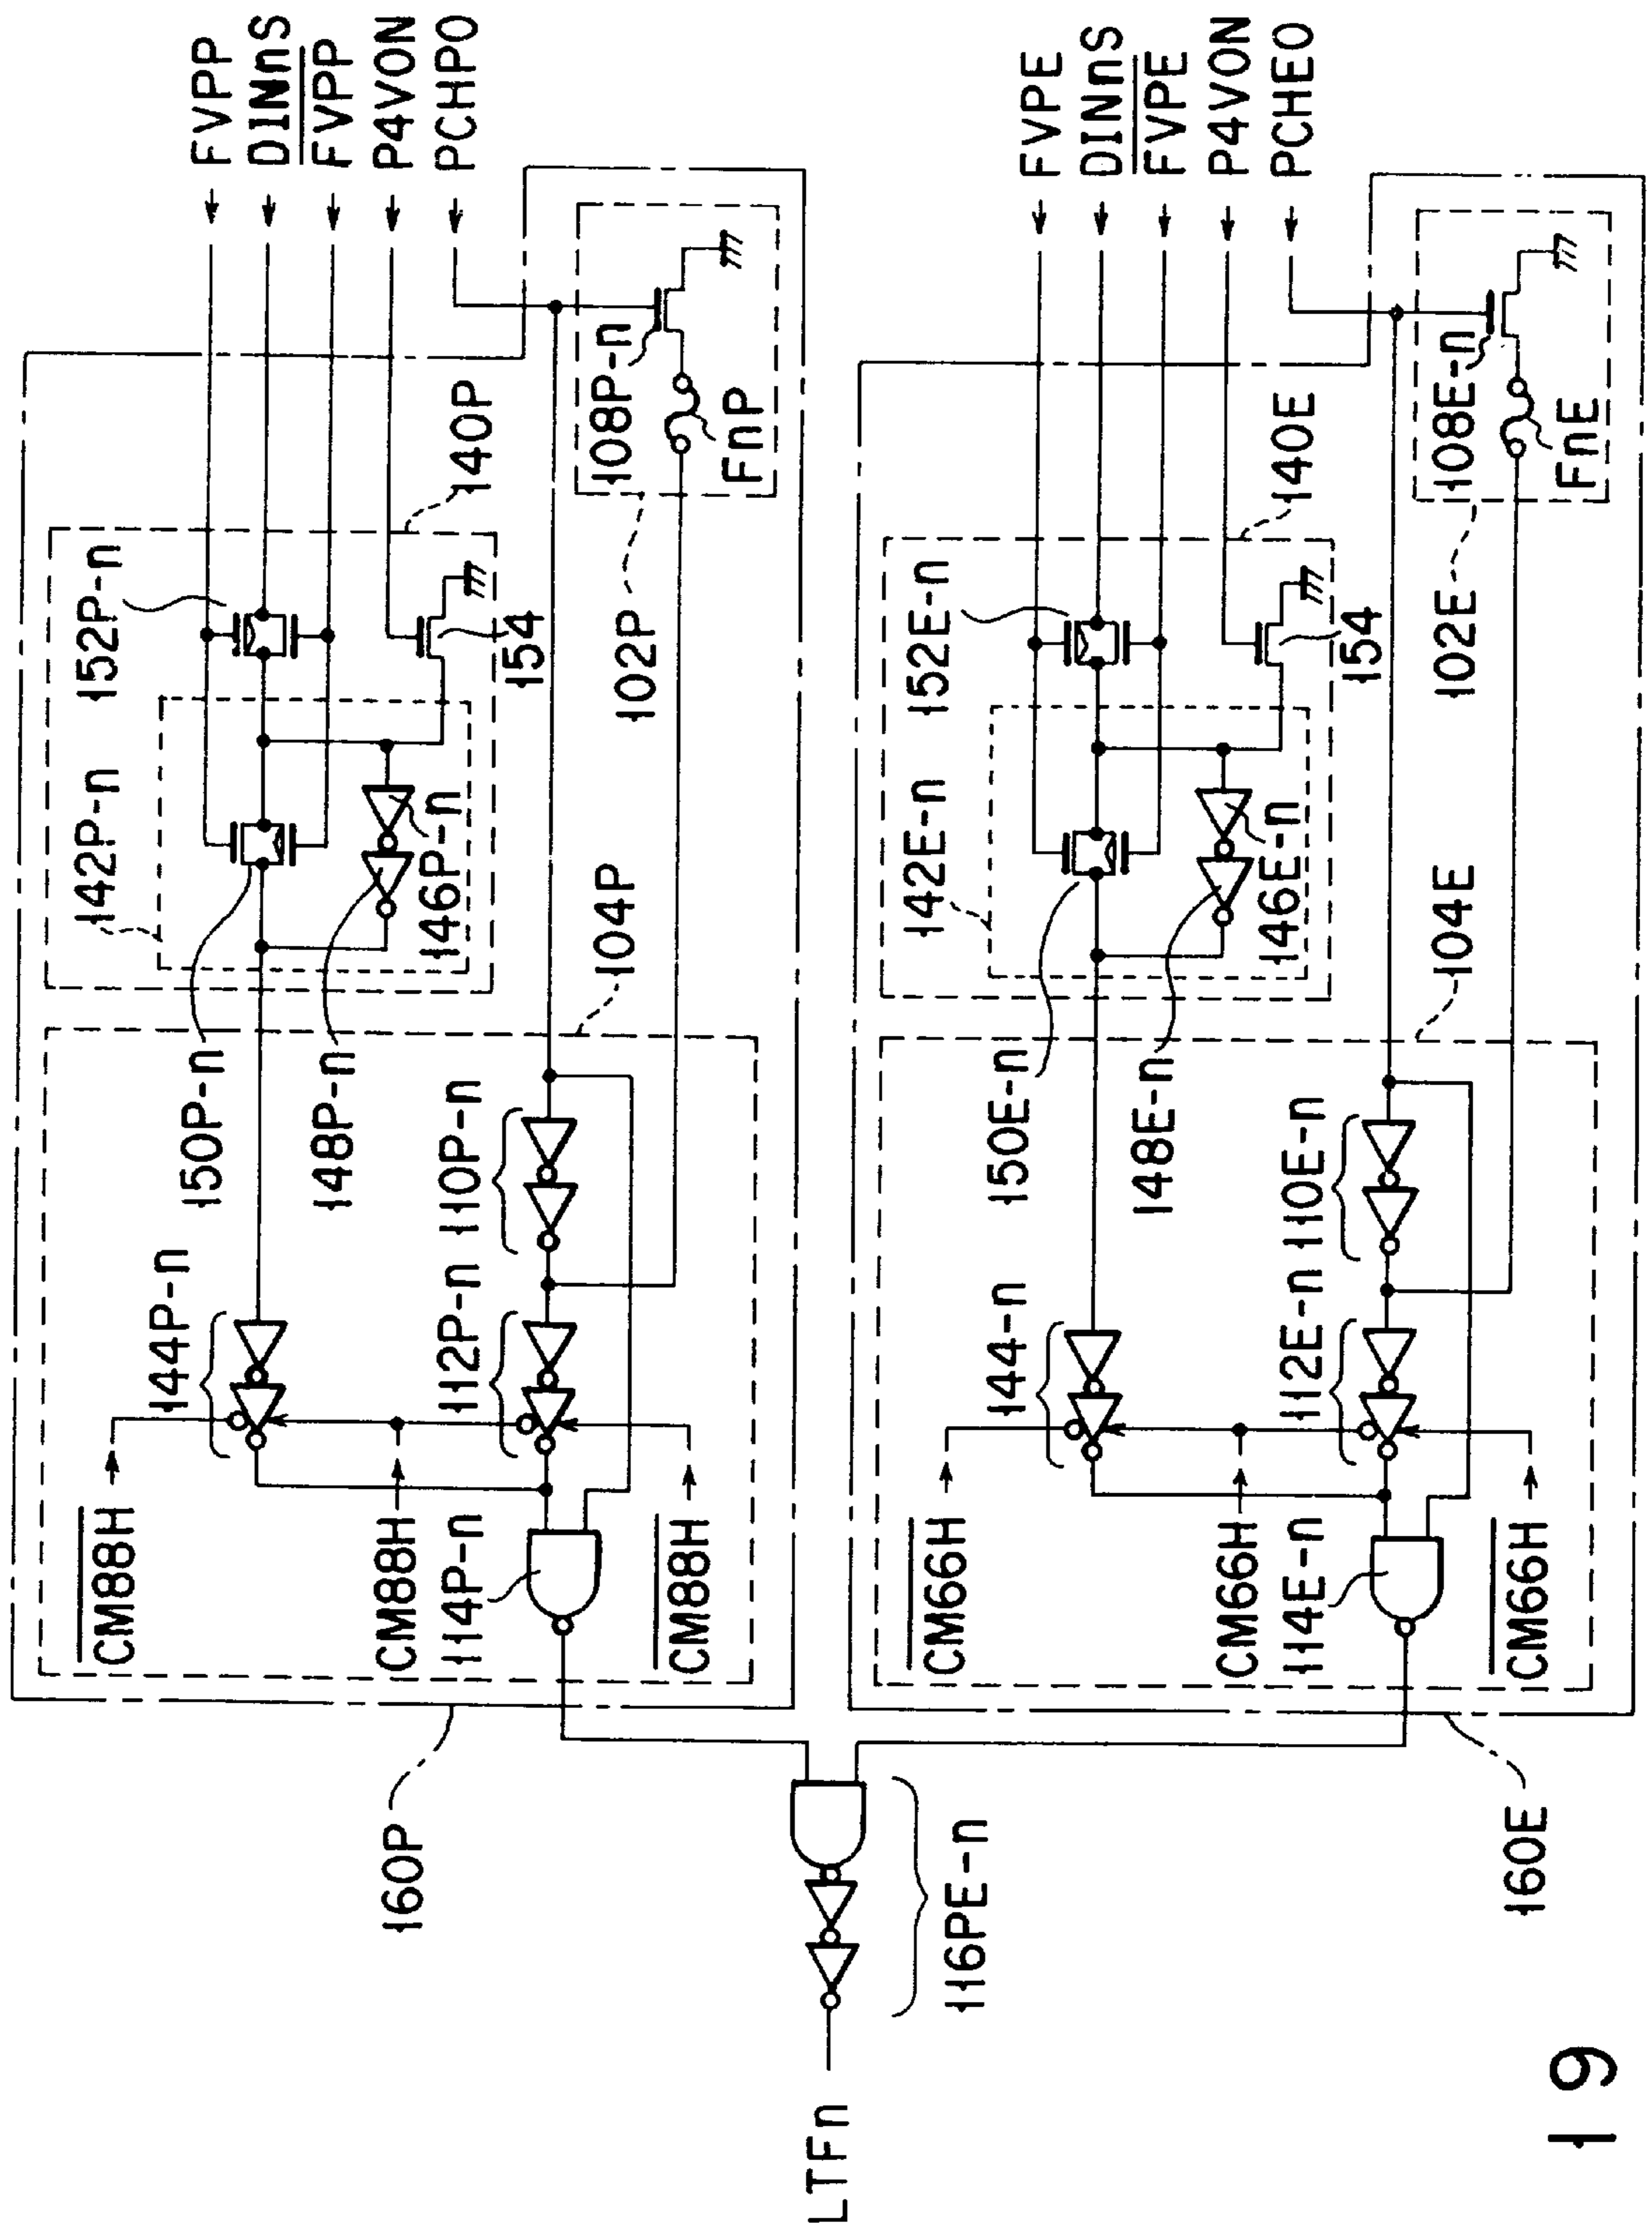 FVPP
DINnS
FVPP
P4VON
PCHPO
152P-n
140P
108P-n
FnP
142P-n
154
102P
146P-n
104P
150P-n
148P-n
144P-n
110P-n
112P-n
CM88H
CM88H
114P-n
CM88H
160P
FVPE
DINnS
FVPE
P4VON
PCHEO
152E-n
140E
108E-n
FnE
142E-n
154
102E
146E-n
104E
150E-n
148E-n
144-n
110E-n
112E-n
CM66H
CM66H
114E-n
CM66H
160E
116PE-n
LTFn
19